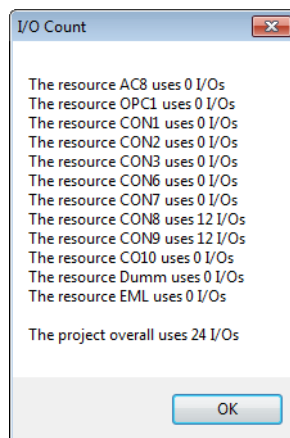 I/O Count
The resource AC8 uses 0 I/Os
The resource OPC1 uses 0 I/Os
The resource CON1 uses 0 I/Os
The resource CON2 uses 0 I/Os
The resource CON3 uses 0 I/Os
The resource CON6 uses 0 I/Os
The resource CON7 uses 0 I/Os
The resource CON8 uses 12 I/Os
The resource CON9 uses 12 I/Os
The resource CO10 uses 0 I/Os
The resource Dumm uses 0 I/Os
The resource EML uses 0 I/Os
The project overall uses 24 I/Os
OK